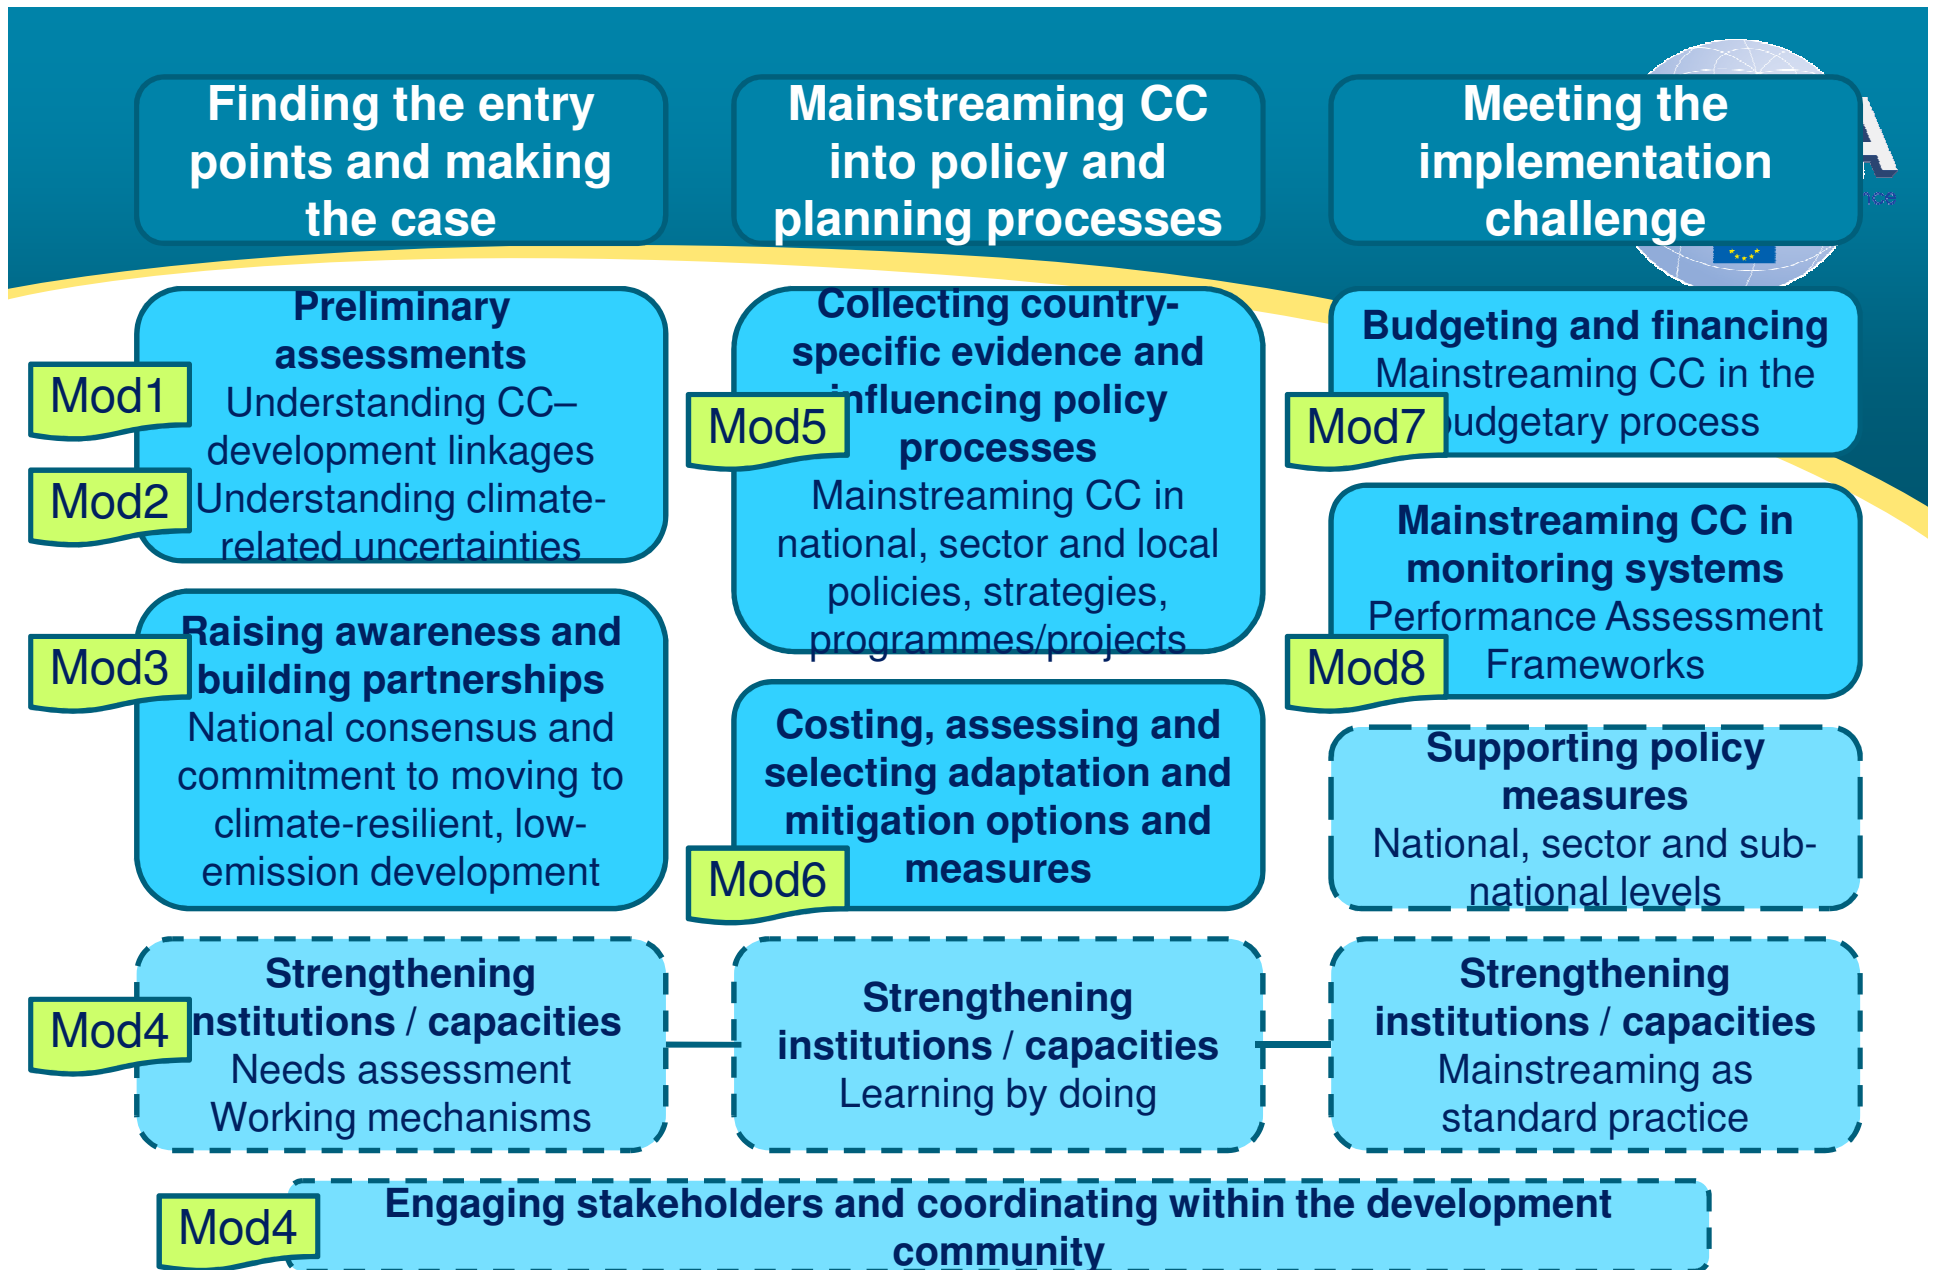 Finding the entry
points and making
the case
Mainstreaming CC
into policy and
planning processes
Meeting the
implementation
challenge
A
Preliminary
assessments
Understanding CC–
development linkages
Understanding climate-
related uncertainties
Mod1
Mod2
Raising awareness and
building partnerships
National consensus and
commitment to moving to
climate-resilient, low-
emission development
Mod3
Strengthening
institutions / capacities
Needs assessment
Working mechanisms
Mod4
Collecting country-
specific evidence and
influencing policy
processes
Mainstreaming CC in
national, sector and local
policies, strategies,
programmes/projects
Mod5
Costing, assessing and
selecting adaptation and
mitigation options and
measures
Mod6
Strengthening
institutions / capacities
Learning by doing
Budgeting and financing
Mainstreaming CC in the
budgetary process
Mod7
Mainstreaming CC in
monitoring systems
Performance Assessment
Frameworks
Mod8
Supporting policy
measures
National, sector and sub-
national levels
Strengthening
institutions / capacities
Mainstreaming as
standard practice
Mod4
Engaging stakeholders and coordinating within the development
community